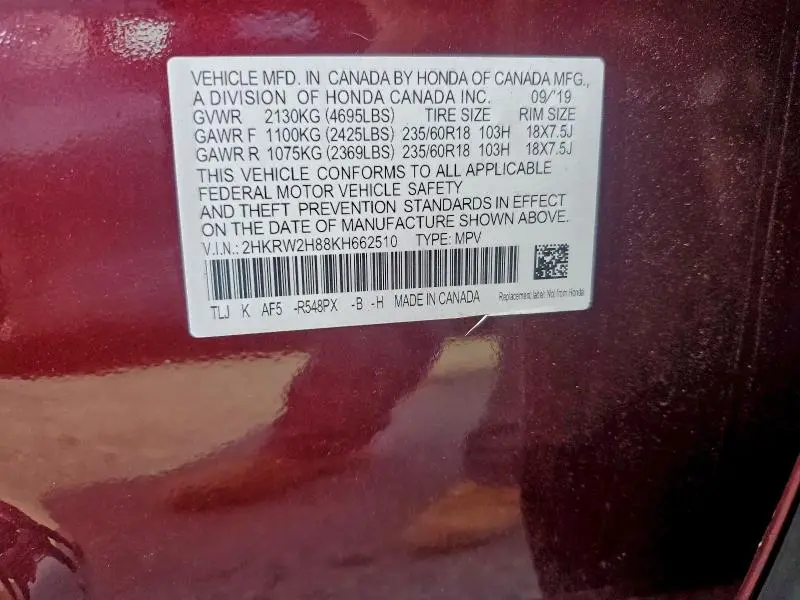 VEHICLE MFD. IN CANADA BY HONDA OF CANADA MFG.,
A DIVISION OF HONDA CANADA INC. 09/'19
GVWR 2130KG (4695LBS) TIRE SIZE RIM SIZE
GAWR F 1100KG (2425LBS) 235/60R18 103H 18X7.5J
GAWR R 1075KG (2369LBS) 235/60R18 103H 18X7.5J
THIS VEHICLE CONFORMS TO ALL APPLICABLE
FEDERAL MOTOR VEHICLE SAFETY
AND THEFT PREVENTION STANDARDS IN EFFECT
ON THE DATE OF MANUFACTURE SHOWN ABOVE.
V.I.N.: 2HKRW2H88KH662510 TYPE: MPV
TLJ K AF5 -R548PX -B -H MADE IN CANADA Replacement label: Not from Honda